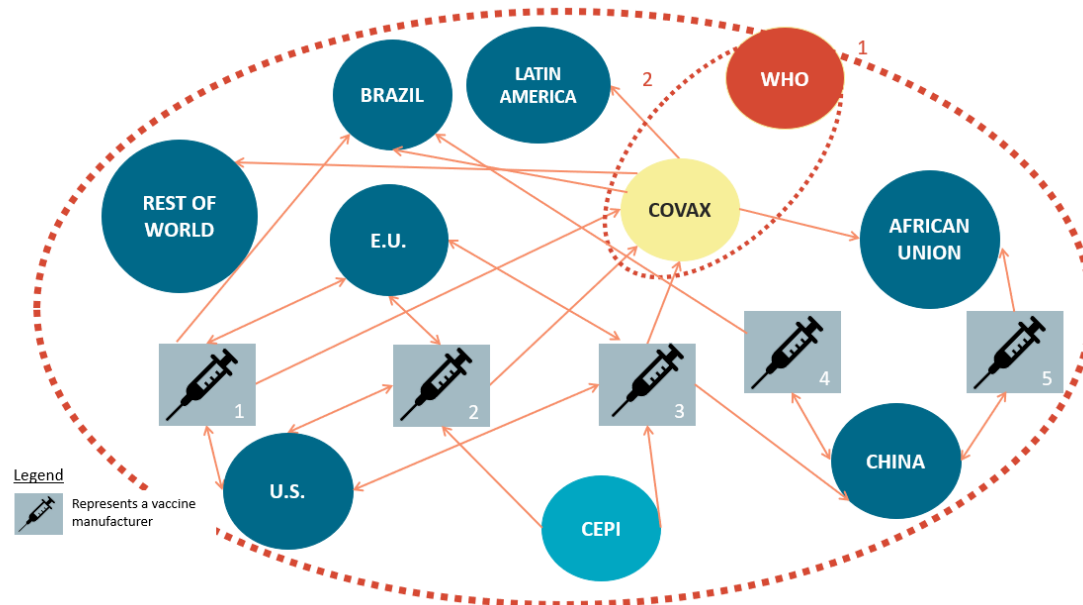 1
WHO
2
LATIN
AMERICA
BRAZIL
REST OF
WORLD
E.U.
COVAX
AFRICAN
UNION
1
2
3
4
5
U.S.
CEPI
CHINA
Legend
Represents a vaccine
manufacturer